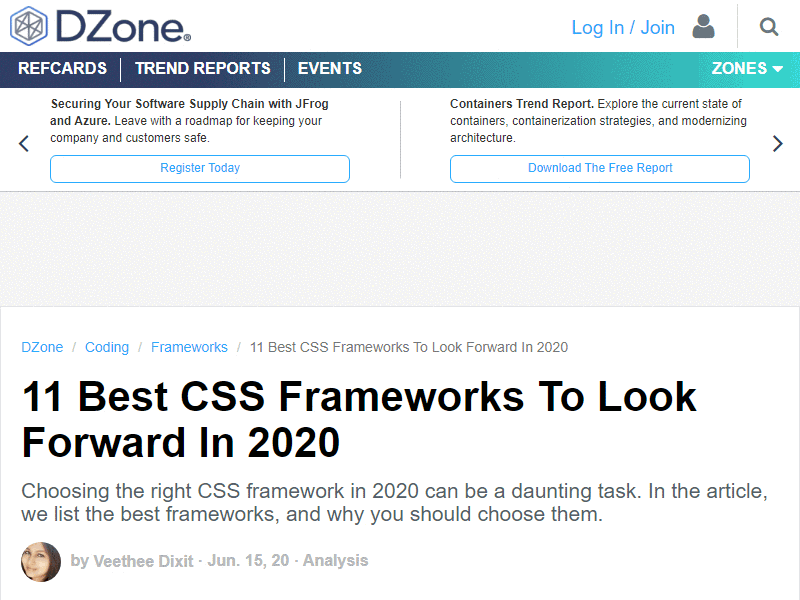 DZone®
Log In / Join
REFCARDS
TREND REPORTS
EVENTS
ZONES
Securing Your Software Supply Chain with JFrog
and Azure. Leave with a roadmap for keeping your
company and customers safe.
Register Today
Containers Trend Report. Explore the current state of
containers, containerization strategies, and modernizing
architecture.
Download The Free Report
DZone / Coding / Frameworks / 11 Best CSS Frameworks To Look Forward In 2020
11 Best CSS Frameworks To Look
Forward In 2020
Choosing the right CSS framework in 2020 can be a daunting task. In the article,
we list the best frameworks, and why you should choose them.
by Veethee Dixit · Jun. 15, 20 · Analysis